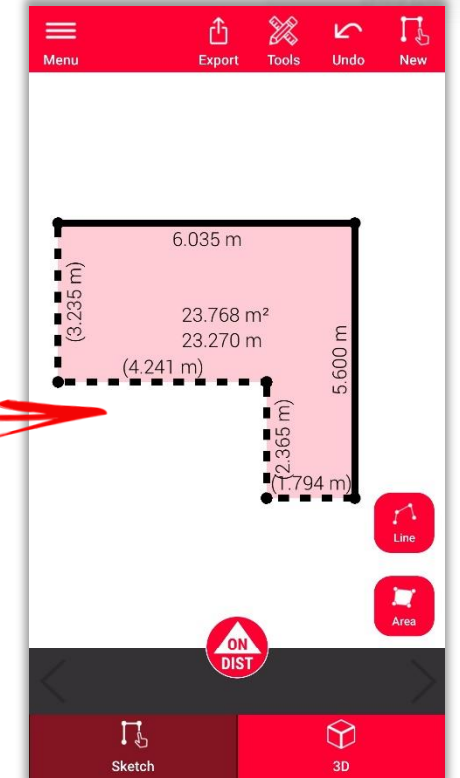 Menu
Export
Tools
Undo
New
6.035 m
(3.235 m)
23.768 m²
23.270 m
5.600 m
(4.241 m)
(2.365 m)
(1.794 m)
Line
Area
ON
DIST
Sketch
3D